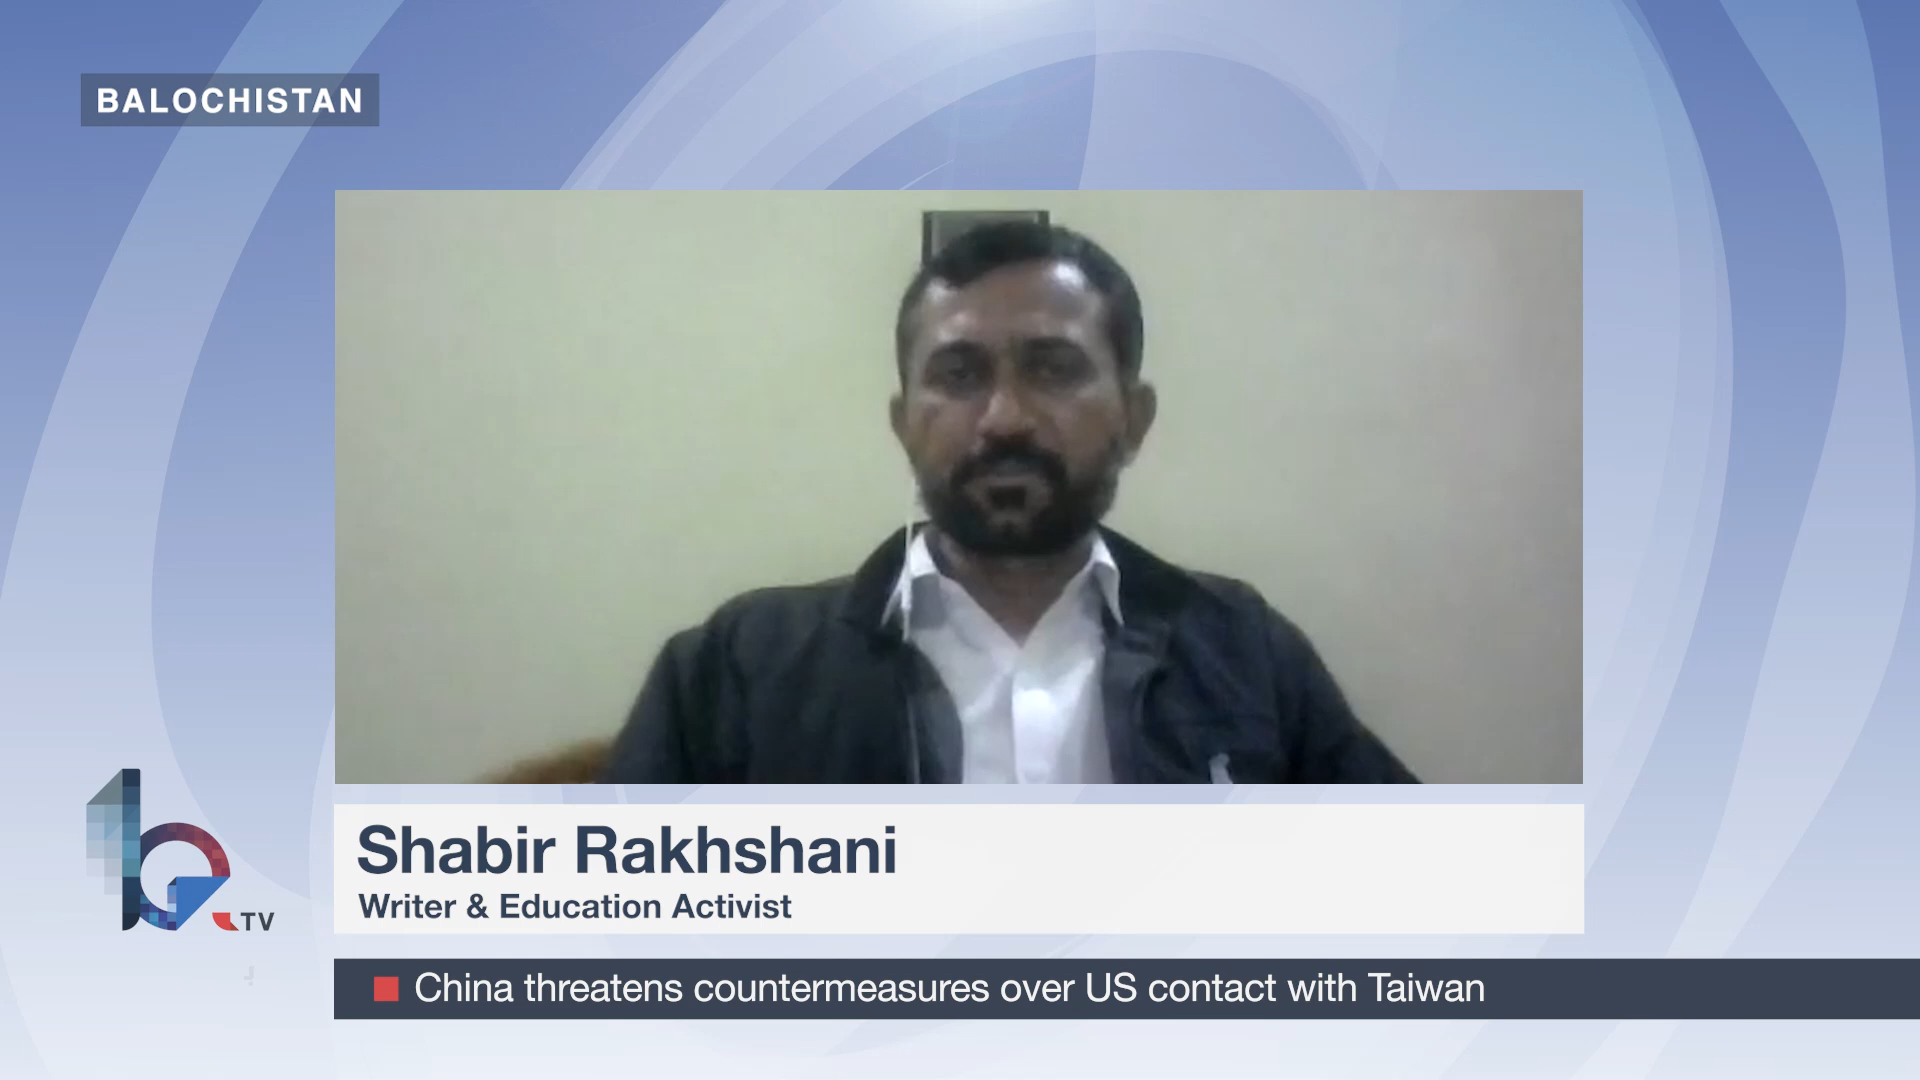 BALOCHISTAN
Shabir Rakhshani
Writer & Education Activist
TV
China threatens countermeasures over US contact with Taiwan